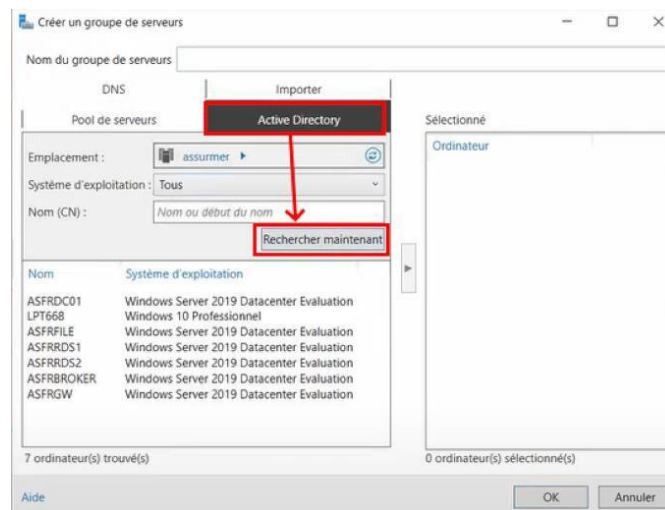 Créer un groupe de serveurs
Nom du groupe de serveurs
DNS Importer
Pool de serveurs Active Directory
Emplacement : assurmer
Système d'exploitation : Tous
Nom (CN) : Nom ou début du nom
Rechercher maintenant
Nom Système d'exploitation
ASFRDC01 Windows Server 2019 Datacenter Evaluation
LPT668 Windows 10 Professionnel
ASFRFILE Windows Server 2019 Datacenter Evaluation
ASFRRDS1 Windows Server 2019 Datacenter Evaluation
ASFRRDS2 Windows Server 2019 Datacenter Evaluation
ASFRBROKER Windows Server 2019 Datacenter Evaluation
ASFRGW Windows Server 2019 Datacenter Evaluation
7 ordinateur(s) trouvé(s)
Sélectionné
Ordinateur
0 ordinateur(s) sélectionné(s)
Aide OK Annuler